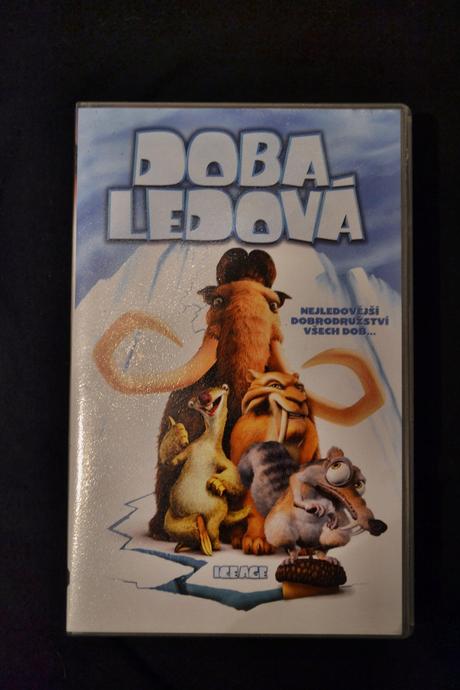 DOBA
LEDOVÁ
NEJLEDOVĚJŠÍ
DOBRODRUŽSTVÍ
VŠECH DOB...
ICE AGE